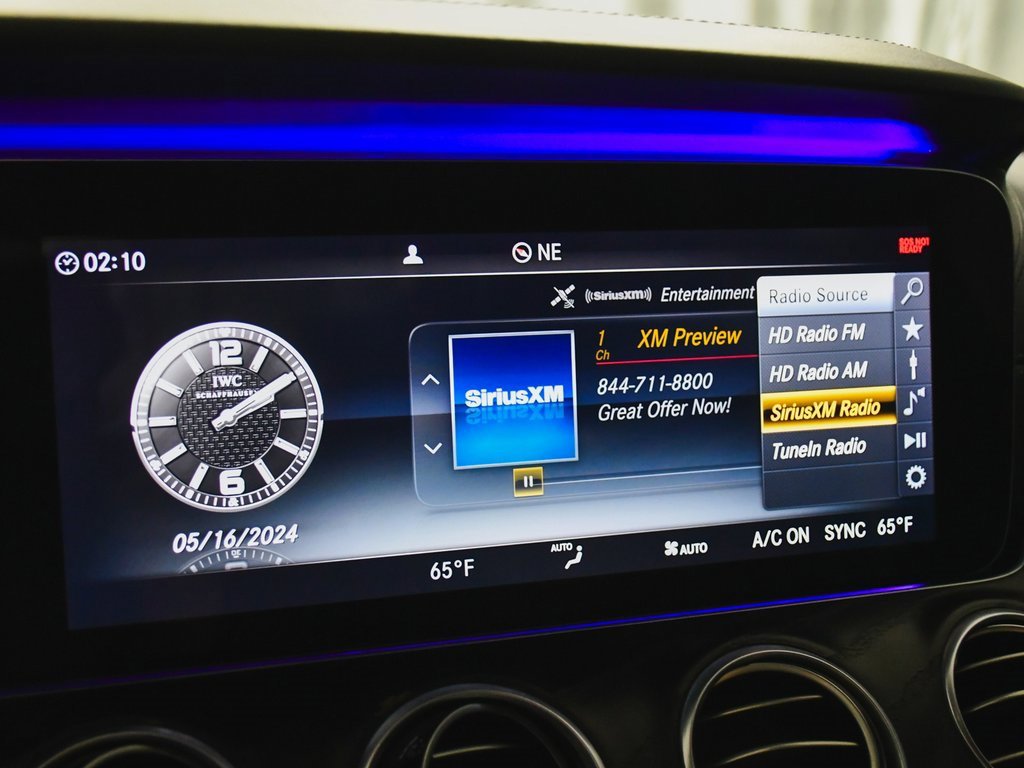 02:10
NE
SOS NOT
READY
((SiriusXM)) Entertainment
12
IWC
SCHAFFHAUSEN
6
05/16/2024
SiriusXM
1
Ch
XM Preview
844-711-8800
Great Offer Now!
Radio Source
HD Radio FM
HD Radio AM
SiriusXM Radio
TuneIn Radio
65°F
AUTO
AUTO
A/C ON
SYNC
65°F